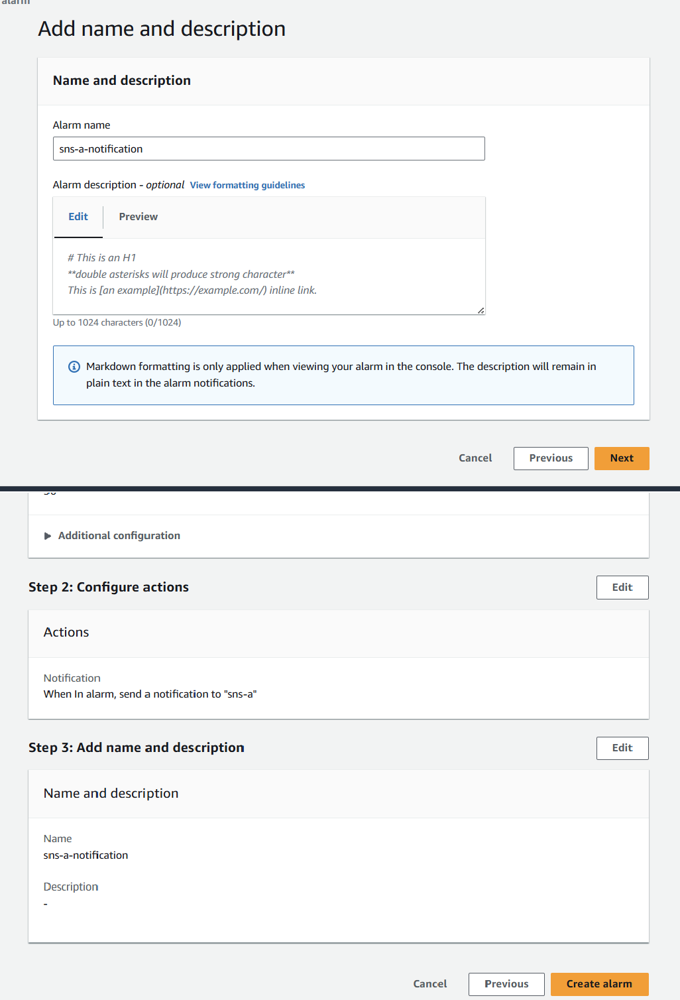 alarm
Add name and description
Name and description
Alarm name
sns-a-notification
Alarm description - optional View formatting guidelines
Edit Preview
# This is an H1
**double asterisks will produce strong character**
This is [an example](https://example.com/) inline link.
Up to 1024 characters (0/1024)
Markdown formatting is only applied when viewing your alarm in the console. The description will remain in
plain text in the alarm notifications.
Cancel Previous Next
Additional configuration
Step 2: Configure actions Edit
Actions
Notification
When In alarm, send a notification to "sns-a"
Step 3: Add name and description Edit
Name and description
Name
sns-a-notification
Description
-
Cancel Previous Create alarm